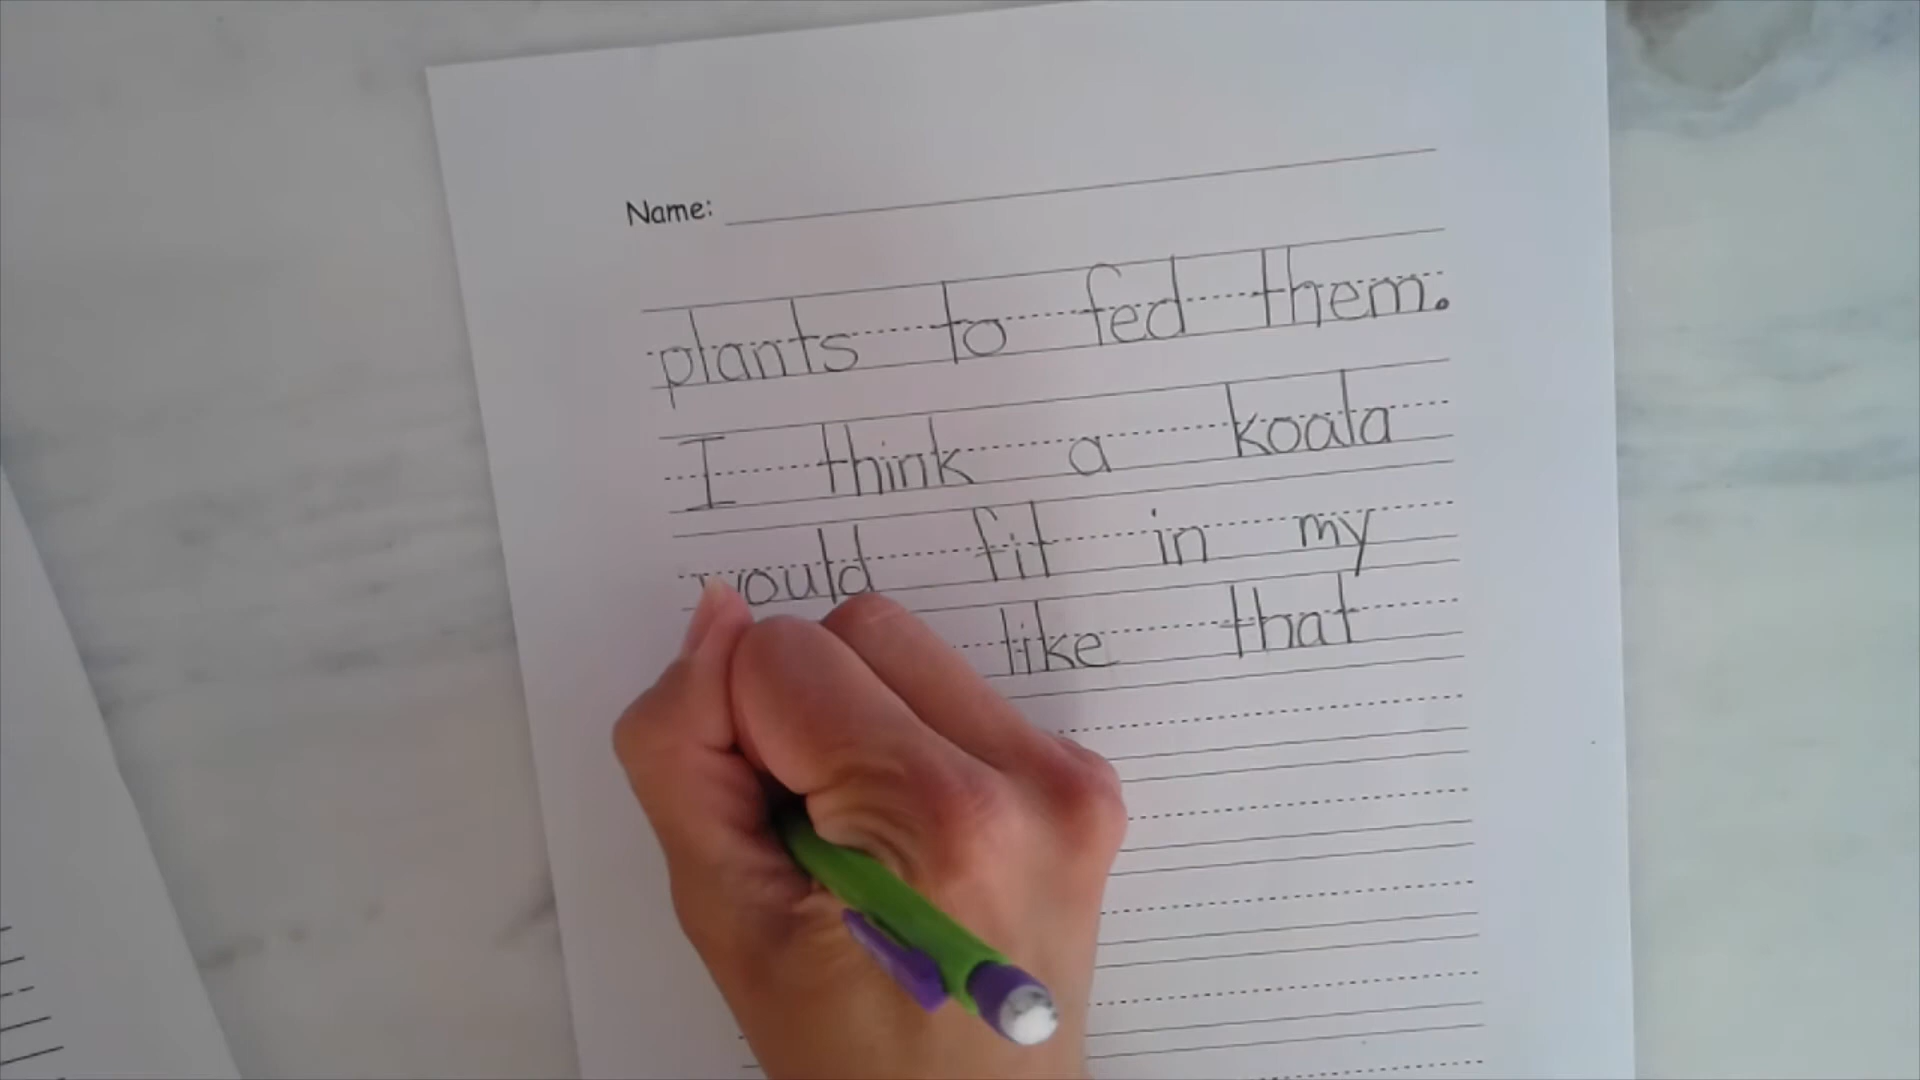 Name:
plants to fed them.
I think a koala
would fit in my
like that